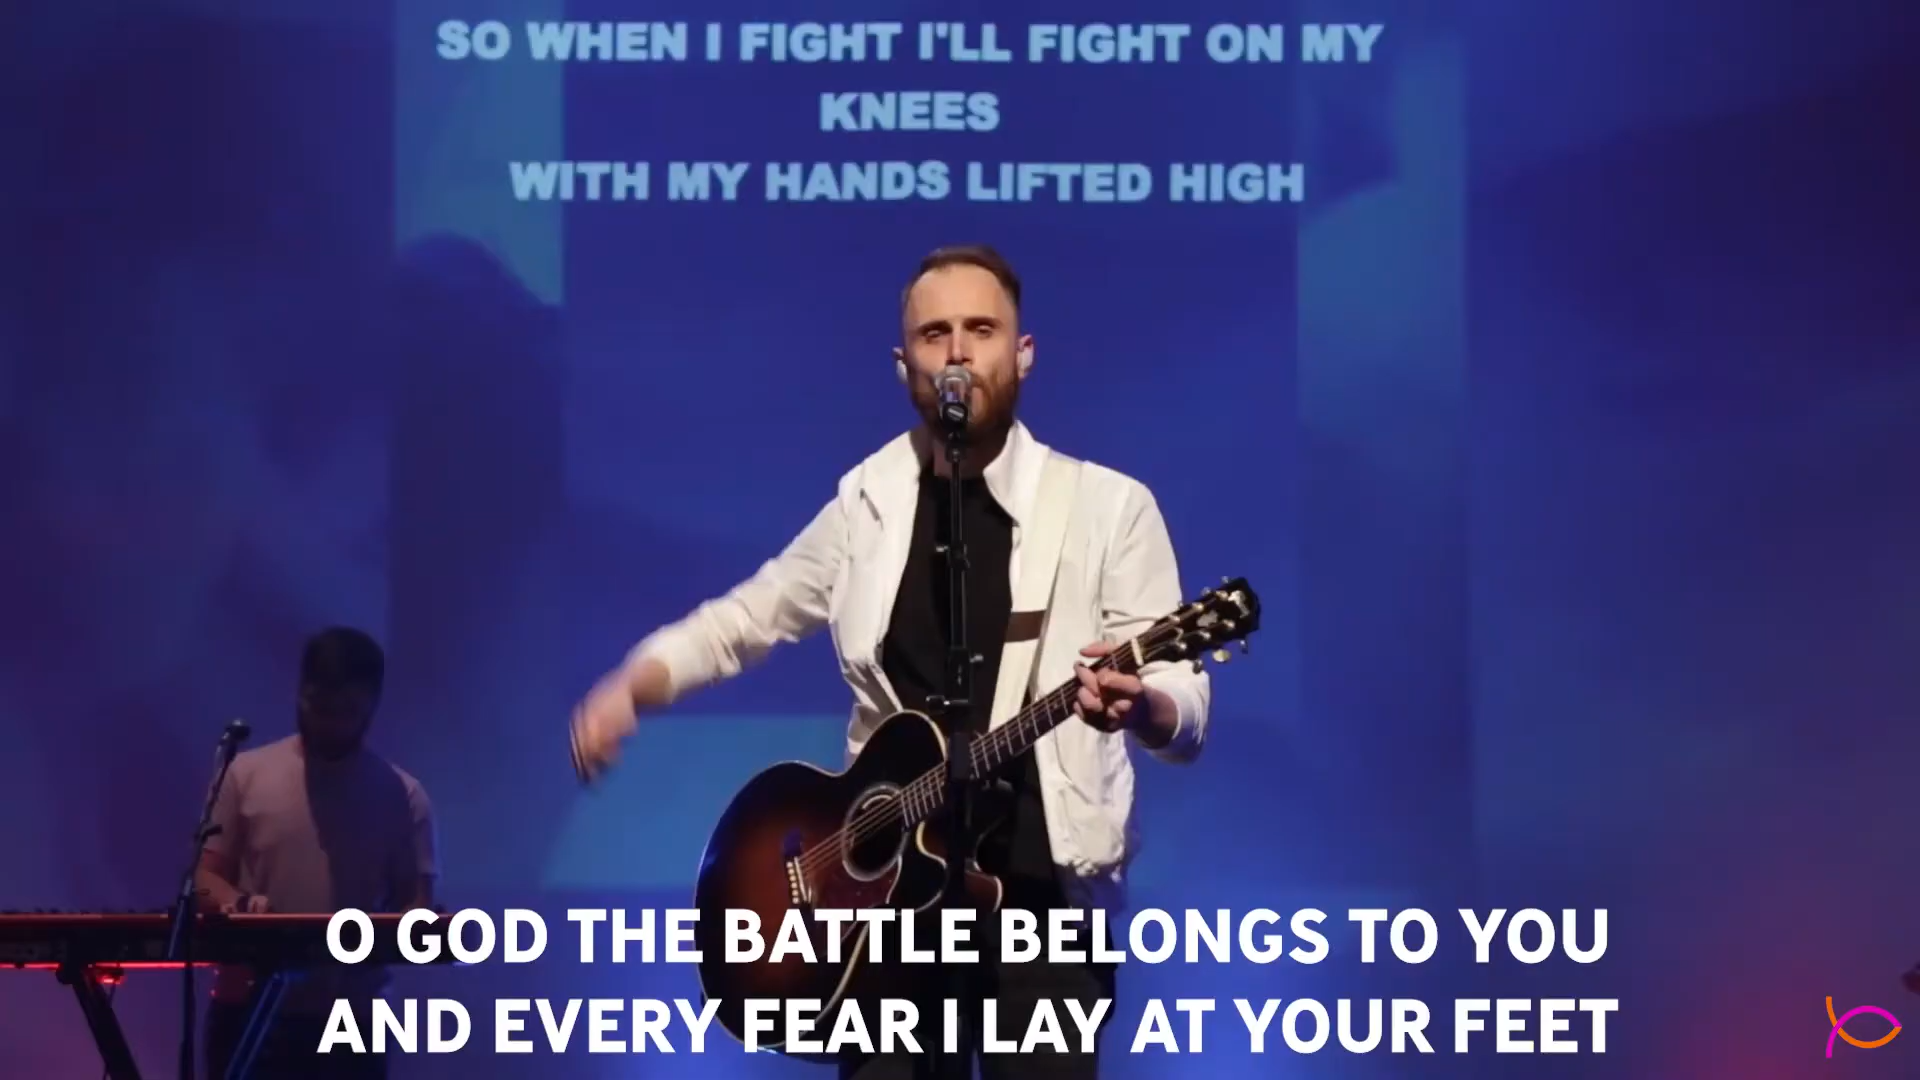 SO WHEN I FIGHT I'LL FIGHT ON MY
KNEES
WITH MY HANDS LIFTED HIGH
O GOD THE BATTLE BELONGS TO YOU
AND EVERY FEAR I LAY AT YOUR FEET